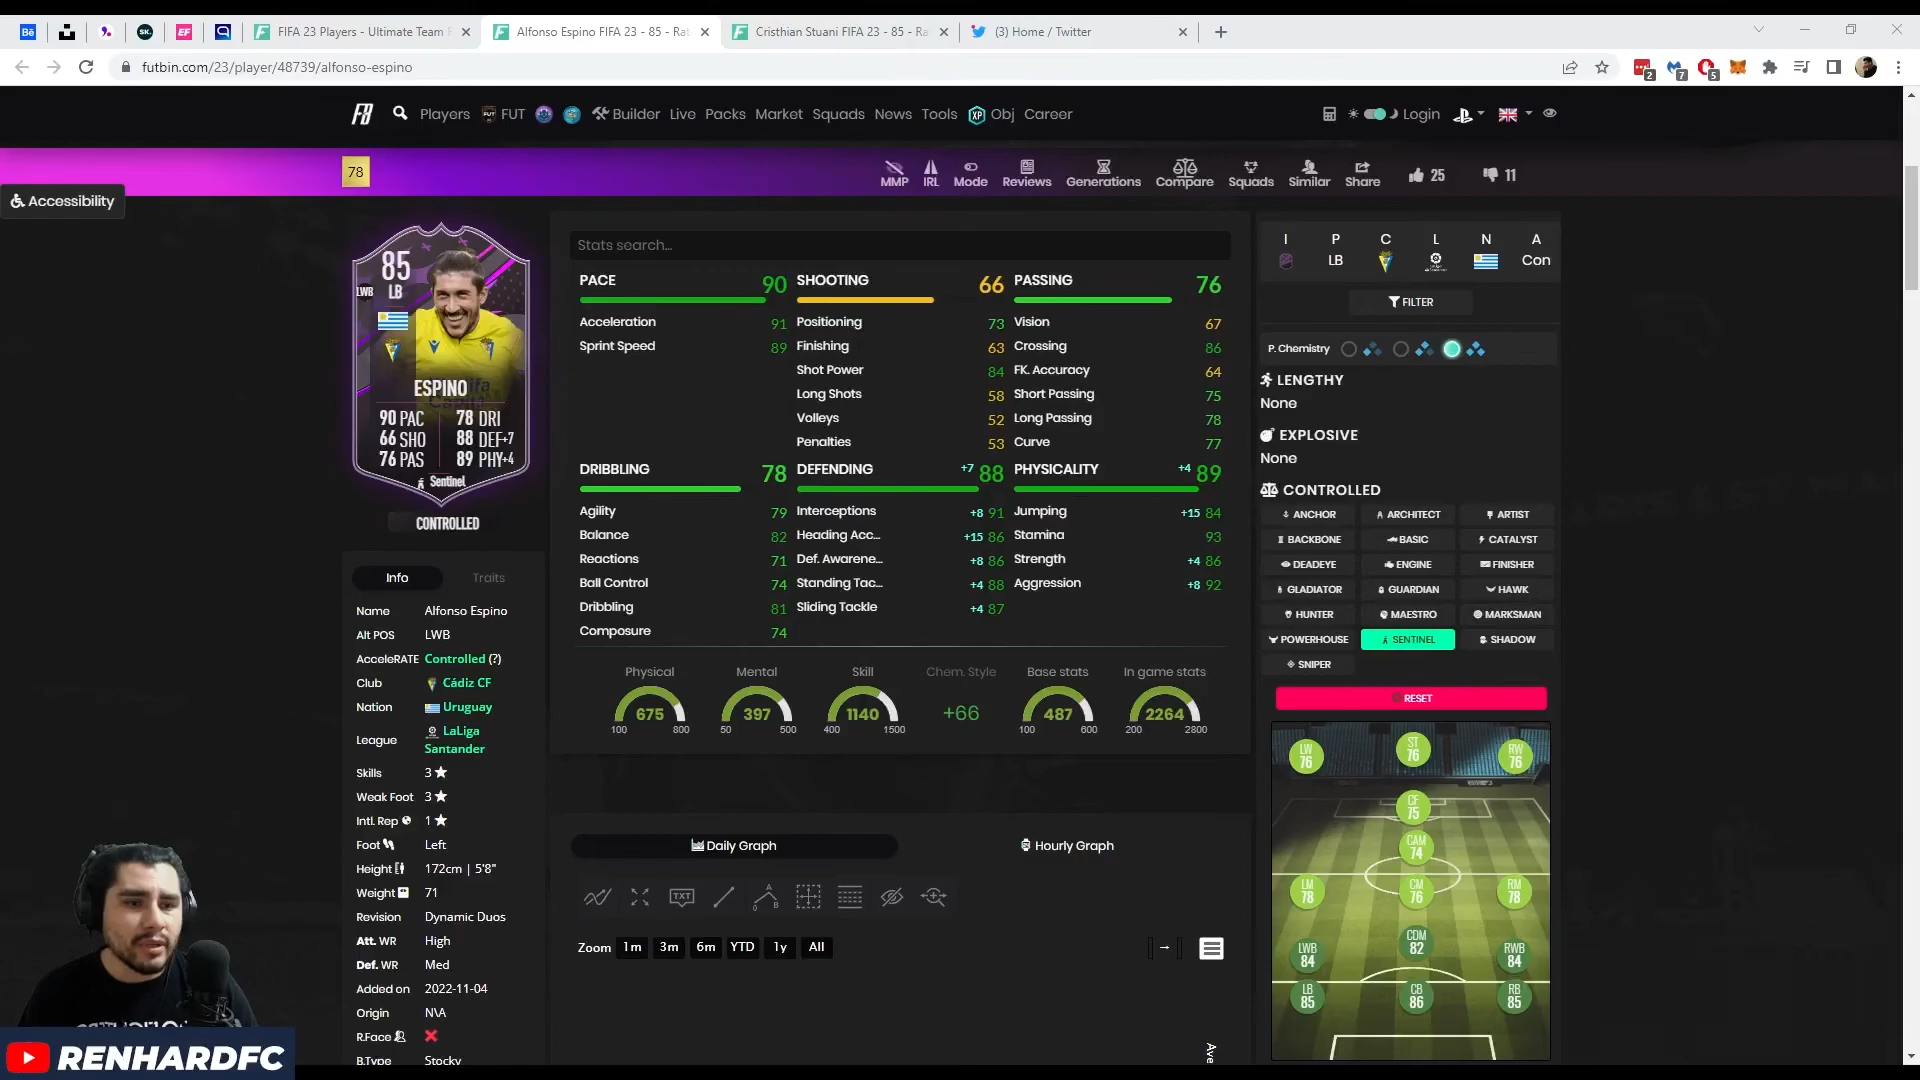 FIFA 23 Players - Ultimate Team F
Alfonso Espino FIFA 23 - 85 - Rat
Cristhian Stuani FIFA 23 - 85 - Ra
(3) Home / Twitter
futbin.com/23/player/48739/alfonso-espino
2 7 5
Players FUT Builder Live Packs Market Squads News Tools Obj Career
Login
78
MMP IRL Mode Reviews Generations Compare Squads Similar Share 25 11
Accessibility
85
LB
LWB
ESPINO
90 PAC 78 DRI
66 SHO 88 DEF+7
76 PAS 89 PHY+4
Sentinel
CONTROLLED
Info Traits
Name Alfonso Espino
Alt POS LWB
AcceleRATE Controlled (?)
Club Cádiz CF
Nation Uruguay
League LaLiga Santander
Skills 3
Weak Foot 3
Intl. Rep 1
Foot Left
Height 172cm | 5'8"
Weight 71
Revision Dynamic Duos
Att. WR High
Def. WR Med
Added on 2022-11-04
Origin N\A
R.Face
B.Type Stocky
Stats search...
PACE 90
Acceleration 91
Sprint Speed 89
SHOOTING 66
Positioning 73
Finishing 63
Shot Power 84
Long Shots 58
Volleys 52
Penalties 53
PASSING 76
Vision 67
Crossing 86
FK. Accuracy 64
Short Passing 75
Long Passing 78
Curve 77
DRIBBLING 78
Agility 79
Balance 82
Reactions 71
Ball Control 74
Dribbling 81
Composure 74
DEFENDING +7 88
Interceptions +8 91
Heading Acc... +15 86
Def. Awarene... +8 86
Standing Tac... +4 88
Sliding Tackle +4 87
PHYSICALITY +4 89
Jumping +15 84
Stamina 93
Strength +4 86
Aggression +8 92
Physical Mental Skill Chem. Style Base stats In game stats
675 397 1140 +66 487 2264
100 800 50 500 400 1500 100 600 200 2800
Daily Graph Hourly Graph
TXT
Zoom 1m 3m 6m YTD 1y All
→
Ave
I P C L N A
LB Con
FILTER
P. Chemistry
LENGTHY
None
EXPLOSIVE
None
CONTROLLED
ANCHOR ARCHITECT ARTIST
BACKBONE BASIC CATALYST
DEADEYE ENGINE FINISHER
GLADIATOR GUARDIAN HAWK
HUNTER MAESTRO MARKSMAN
POWERHOUSE SENTINEL SHADOW
SNIPER
RESET
LW 76
ST 76
RW 76
CF 75
CAM 74
LM 78
CM 76
RM 78
LWB 84
CDM 82
RWB 84
LB 85
CB 86
RB 85
RENHARDFC